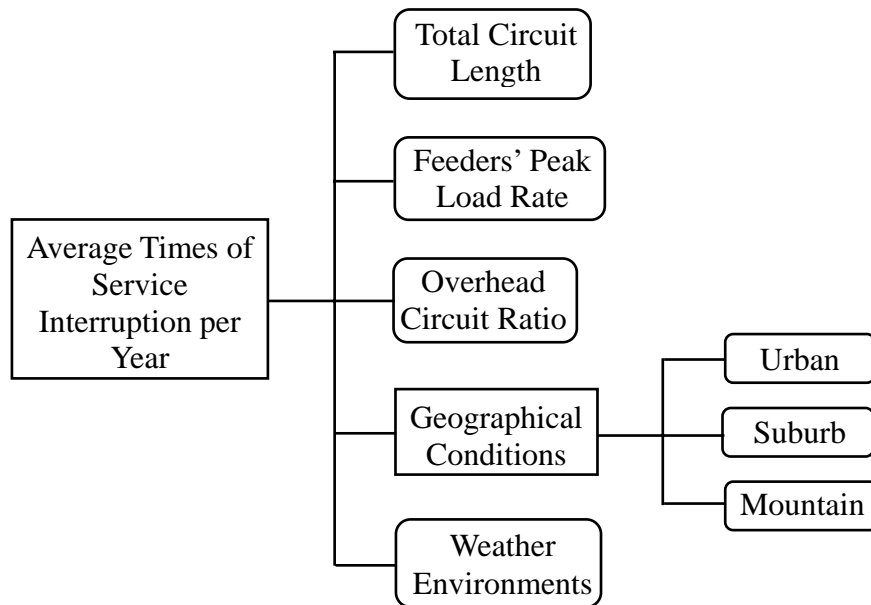 Total Circuit
Length
Feeders’ Peak
Load Rate
Average Times of
Service
Interruption per
Year
Overhead
Circuit Ratio
Geographical
Conditions
Urban
Suburb
Mountain
Weather
Environments